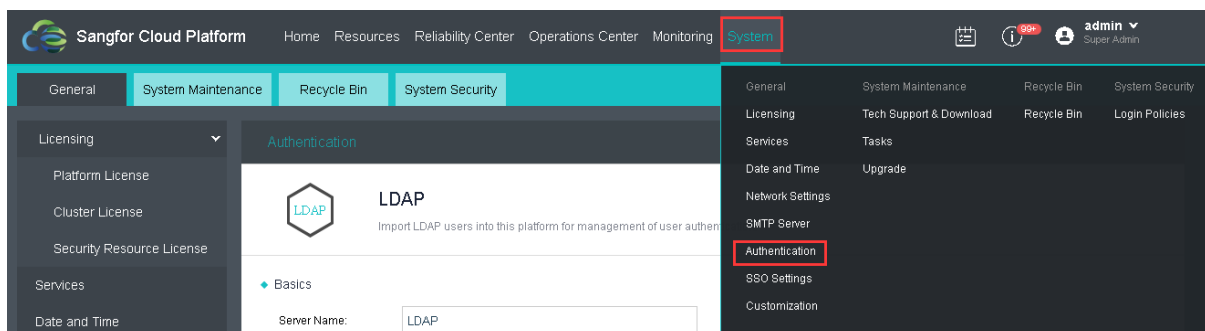 Sangfor Cloud Platform
Home Resources Reliability Center Operations Center Monitoring System
99+
admin
Super Admin
General System Maintenance Recycle Bin System Security
Licensing
Platform License
Cluster License
Security Resource License
Services
Date and Time
Authentication
LDAP
LDAP
Import LDAP users into this platform for management of user authen
Basics
Server Name: LDAP
General
Licensing
Services
Date and Time
Network Settings
SMTP Server
Authentication
SSO Settings
Customization
System Maintenance
Tech Support & Download
Tasks
Upgrade
Recycle Bin
Recycle Bin
System Security
Login Policies